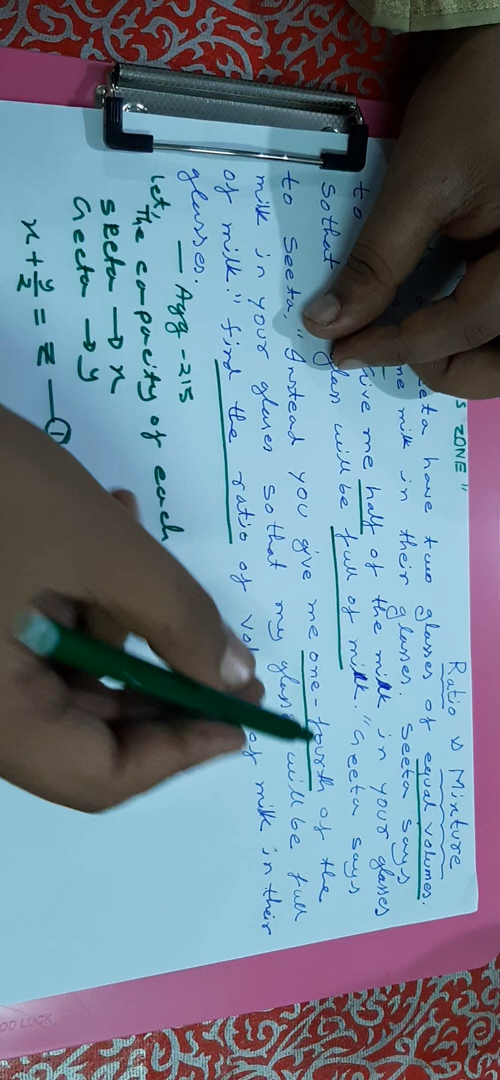 ZONE"
Ratio & Mixture
eeta have two glasses of equal volumes.
me milk in their glasses. Seeta says
to give me half of the milk in your glasses
Sothat glass will be full of milk." Geeta says
to Seeta, "Instead you give me one-fourth of the
milk in your glasses so that my glass will be full
of milk." find the ratio of vol of milk in their
glasses.
— Agg - 215
Let, The capacity of each
Seeta → x
Geeta → y
x + y/2 = z — ①
OD LUCK